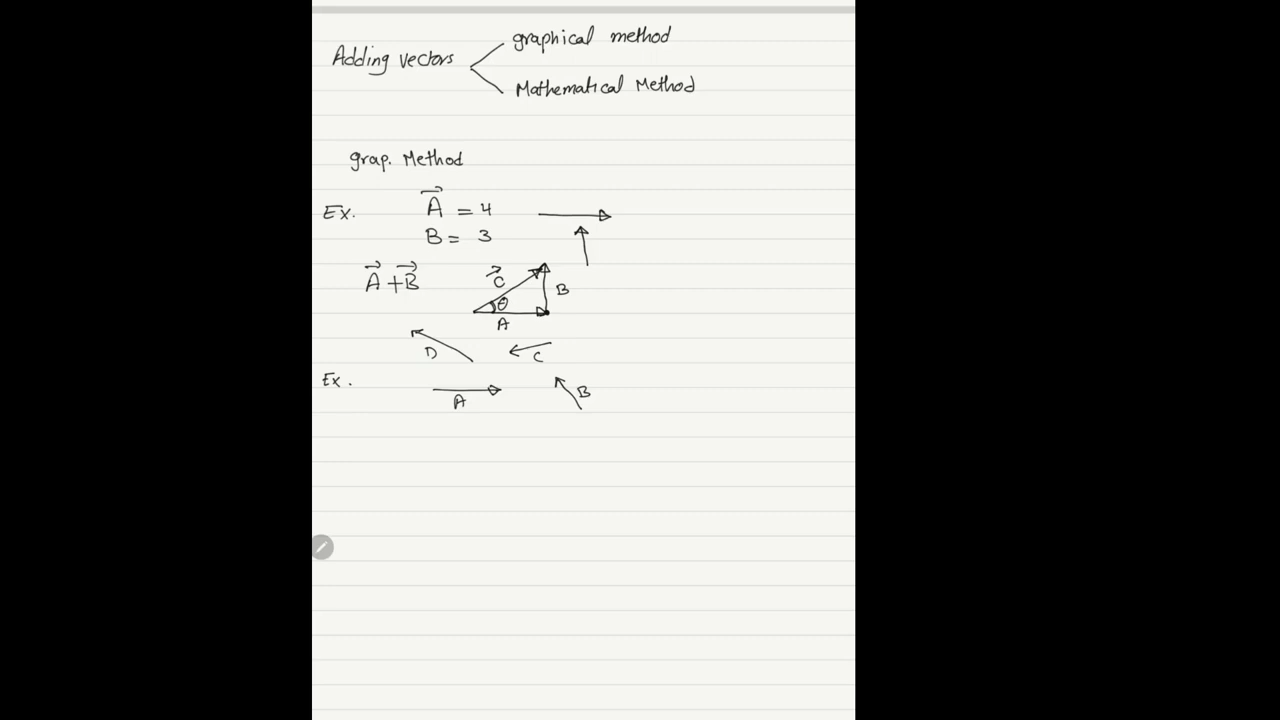 Adding vectors
graphical method
Mathematical Method
grap. Method
Ex.
A = 4
B = 3
A + B
C
θ
B
A
D
C
Ex.
A
B